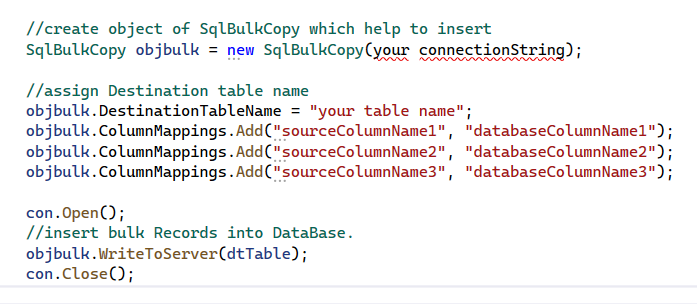 //create object of SqlBulkCopy which help to insert
SqlBulkCopy objbulk = new SqlBulkCopy(your connectionString);
//assign Destination table name
objbulk.DestinationTableName = "your table name";
objbulk.ColumnMappings.Add("sourceColumnName1", "databaseColumnName1");
objbulk.ColumnMappings.Add("sourceColumnName2", "databaseColumnName2");
objbulk.ColumnMappings.Add("sourceColumnName3", "databaseColumnName3");
con.Open();
//insert bulk Records into DataBase.
objbulk.WriteToServer(dtTable);
con.Close();